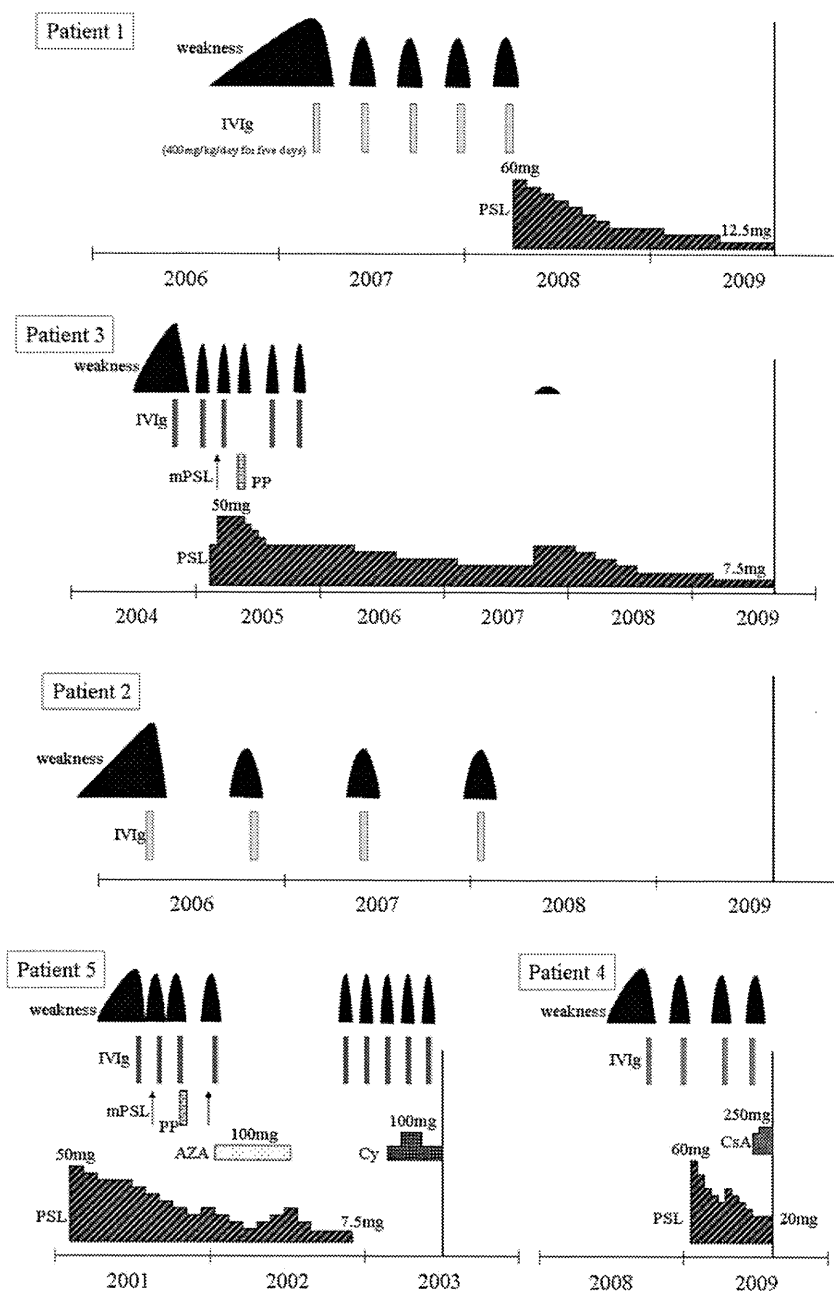 Patient 1
weakness
IVIg
(400mg/kg/day for five days)
60mg
PSL
12.5mg
2006 2007 2008 2009
Patient 3
weakness
IVIg
mPSL PP
50mg
PSL
7.5mg
2004 2005 2006 2007 2008 2009
Patient 2
weakness
IVIg
2006 2007 2008 2009
Patient 5
weakness
IVIg
mPSL
PP
100mg
AZA
100mg
Cy
50mg
PSL
7.5mg
2001 2002 2003
Patient 4
weakness
IVIg
250mg
CsA
60mg
PSL
20mg
2008 2009